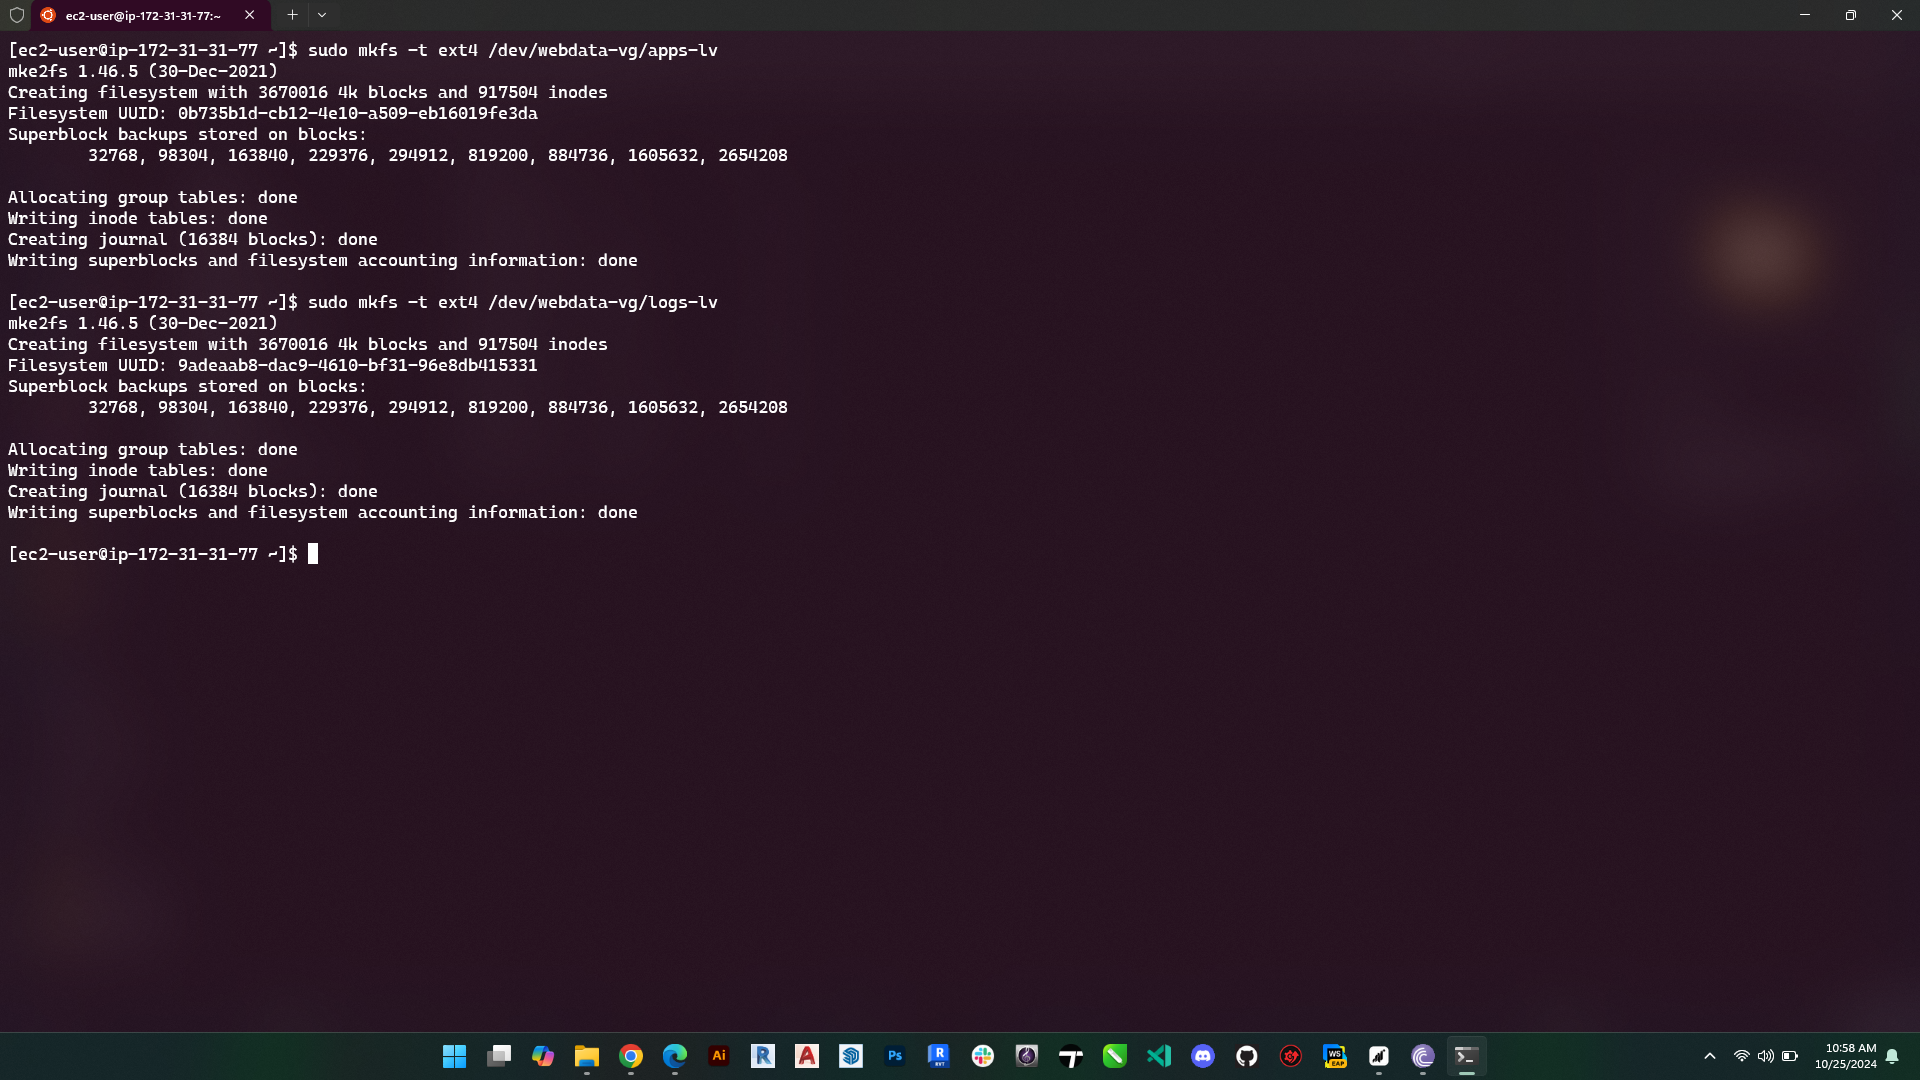 ec2-user@ip-172-31-31-77:~
[ec2-user@ip-172-31-31-77 ~]$ sudo mkfs -t ext4 /dev/webdata-vg/apps-lv
mke2fs 1.46.5 (30-Dec-2021)
Creating filesystem with 3670016 4k blocks and 917504 inodes
Filesystem UUID: 0b735b1d-cb12-4e10-a509-eb16019fe3da
Superblock backups stored on blocks:
        32768, 98304, 163840, 229376, 294912, 819200, 884736, 1605632, 2654208

Allocating group tables: done
Writing inode tables: done
Creating journal (16384 blocks): done
Writing superblocks and filesystem accounting information: done

[ec2-user@ip-172-31-31-77 ~]$ sudo mkfs -t ext4 /dev/webdata-vg/logs-lv
mke2fs 1.46.5 (30-Dec-2021)
Creating filesystem with 3670016 4k blocks and 917504 inodes
Filesystem UUID: 9adeaab8-dac9-4610-bf31-96e8db415331
Superblock backups stored on blocks:
        32768, 98304, 163840, 229376, 294912, 819200, 884736, 1605632, 2654208

Allocating group tables: done
Writing inode tables: done
Creating journal (16384 blocks): done
Writing superblocks and filesystem accounting information: done

[ec2-user@ip-172-31-31-77 ~]$
Ai
R
A
Ps
R
RVT
WS
EAP
10:58 AM
10/25/2024